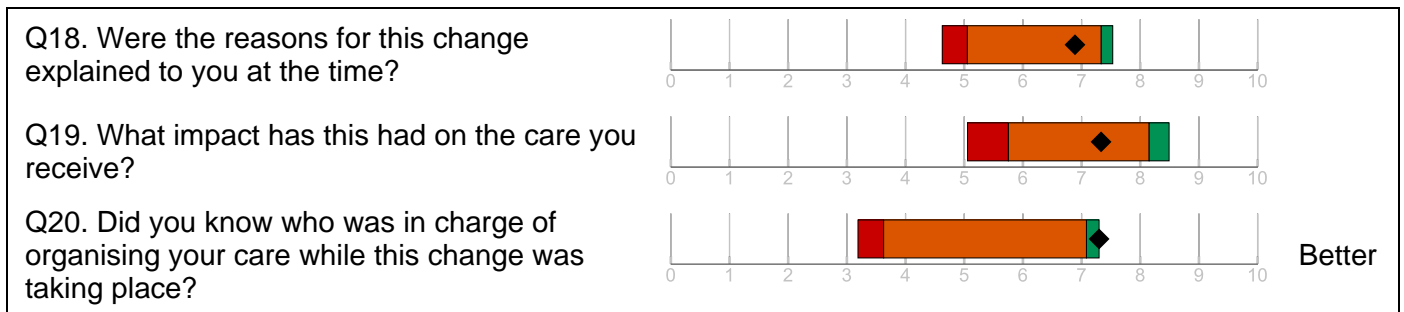 Q18. Were the reasons for this change
explained to you at the time?
0 1 2 3 4 5 6 7 8 9 10
Q19. What impact has this had on the care you
receive?
0 1 2 3 4 5 6 7 8 9 10
Q20. Did you know who was in charge of
organising your care while this change was
taking place?
0 1 2 3 4 5 6 7 8 9 10
Better